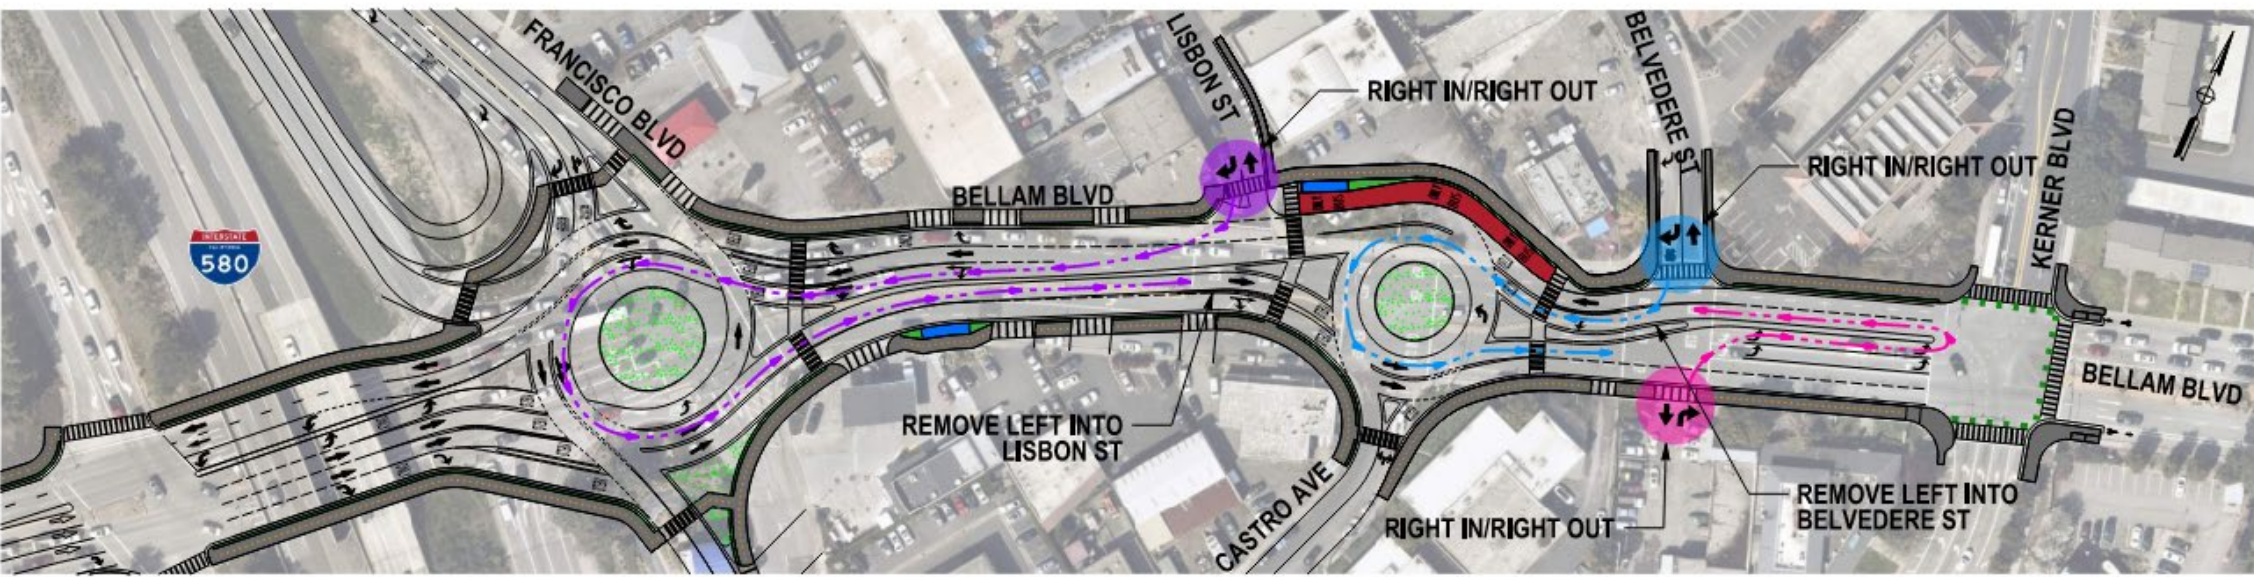 FRANCISCO BLVD
LISBON ST
BELVEDERE ST
RIGHT IN/RIGHT OUT
RIGHT IN/RIGHT OUT
KERNER BLVD
BELLAM BLVD
INTERSTATE
CALIFORNIA
580
BELLAM BLVD
REMOVE LEFT INTO
LISBON ST
CASTRO AVE
RIGHT IN/RIGHT OUT
REMOVE LEFT INTO
BELVEDERE ST